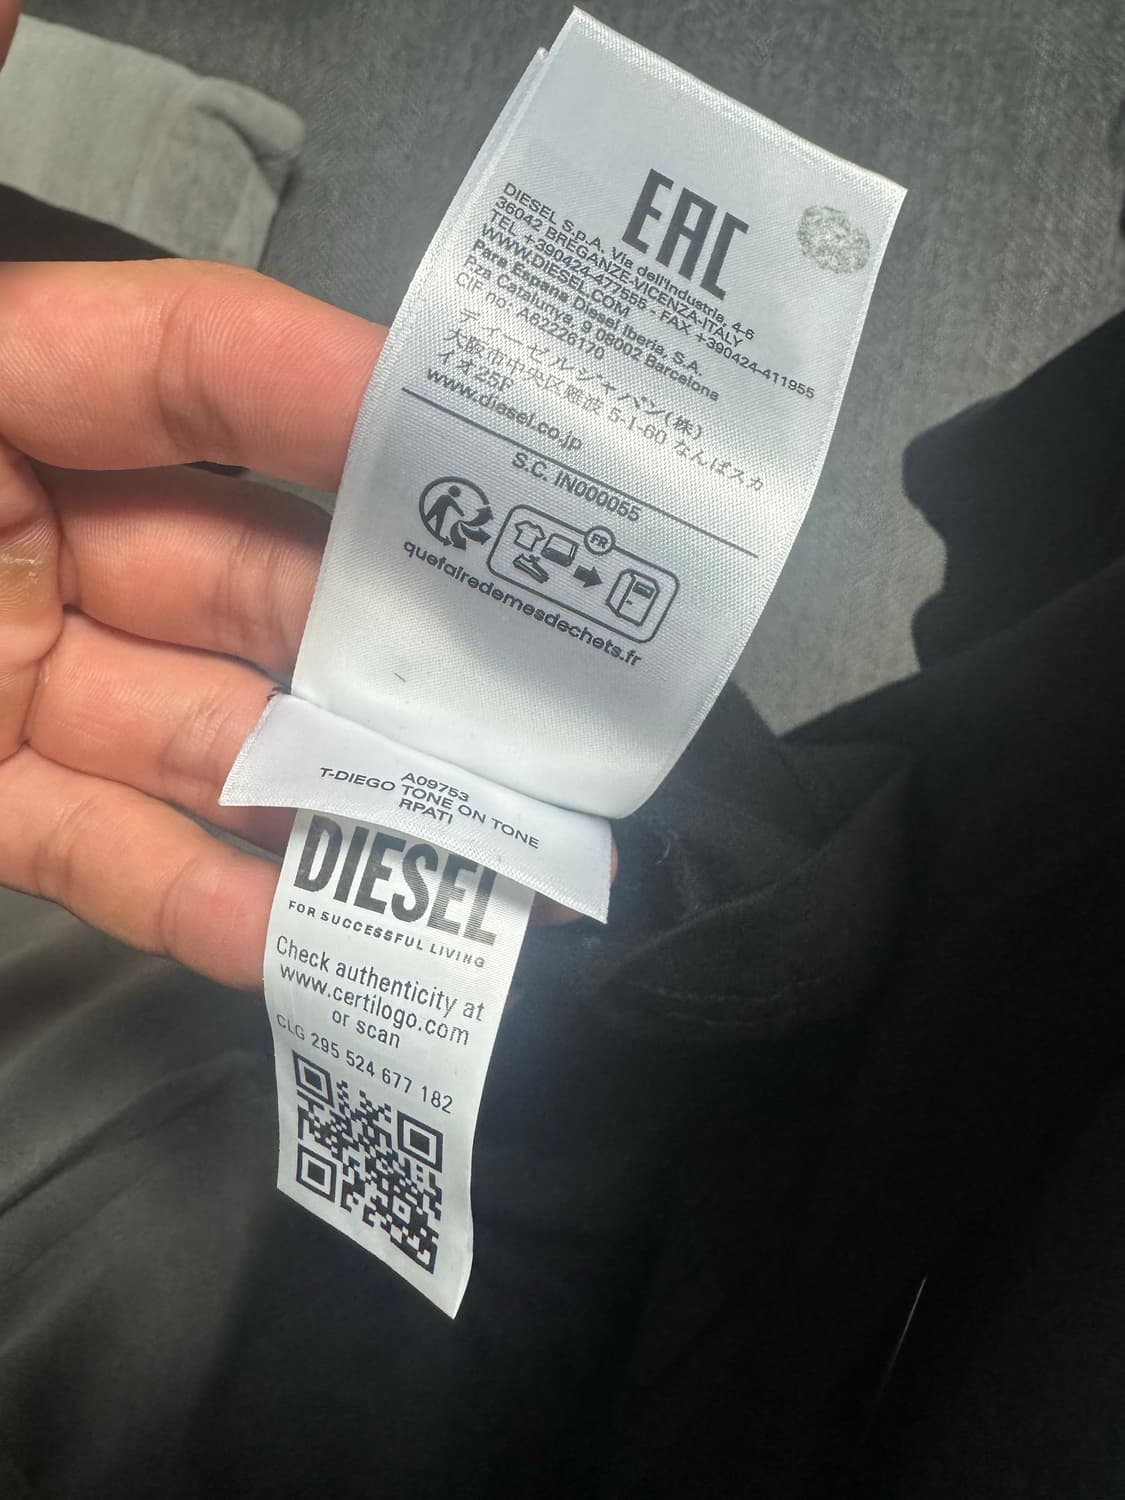 EAC
DIESEL S.P.A. Via dell'Industria, 4-6
36042 BREGANZE-VICENZA-ITALY
TEL +390424-477555 - FAX +390424-411955
WWW.DIESEL.COM
Para Espana Diesel Iberia, S.A.
Pza e Catalunya, 9 08002 Barcelona
CIF no: A62226170
ディーゼルジャパン(株)
大阪市中央区難波 5-1-60 なんばスカ
イオ25F
www.diesel.co.jp
S.C. IN000055
FR
quefairedemesdechets.fr
A09753
T-DIEGO TONE ON TONE
RPATI
DIESEL
FOR SUCCESSFUL LIVING
Check authenticity at
www.certilogo.com
or scan
CLG 295 524 677 182